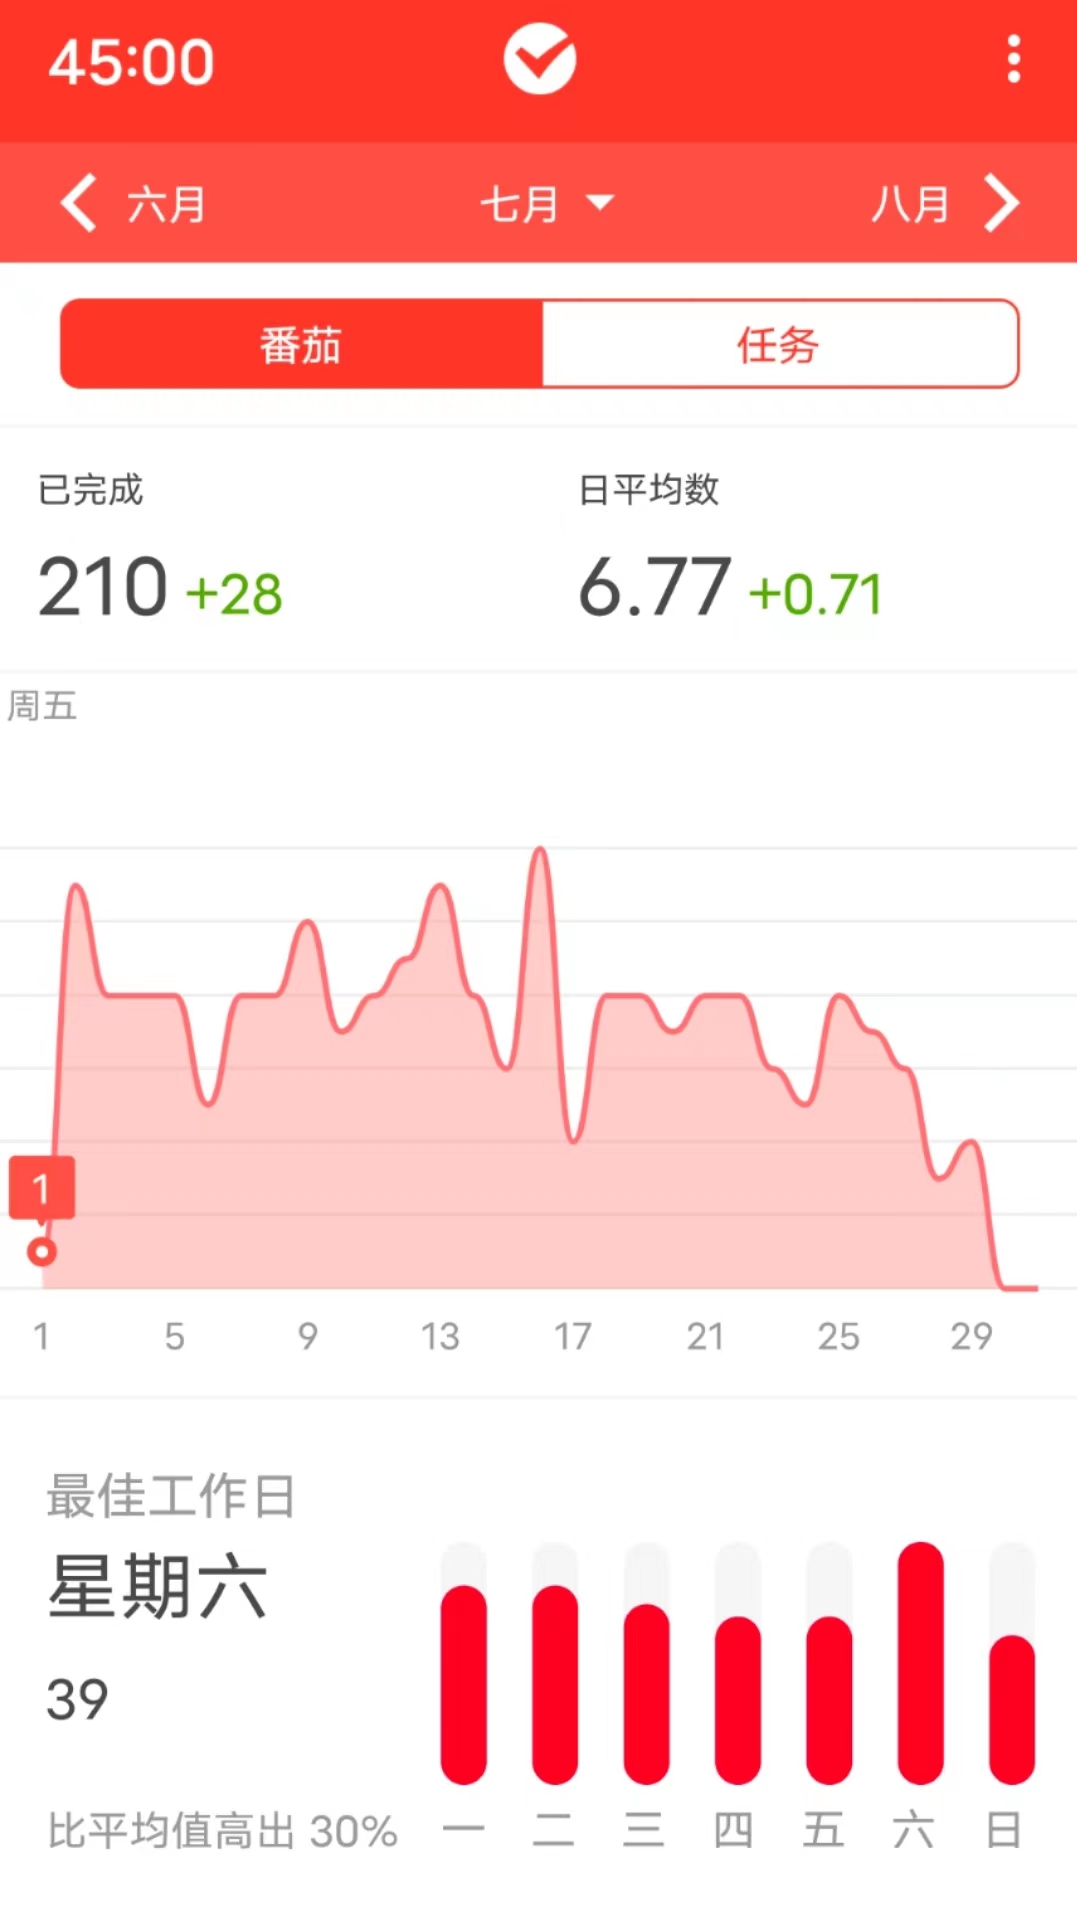 45:00
六月 七月 八月
番茄 任务
已完成 日平均数
210 +28 6.77 +0.71
周五
1
1 5 9 13 17 21 25 29
最佳工作日
星期六
39
比平均值高出 30% 一 二 三 四 五 六 日